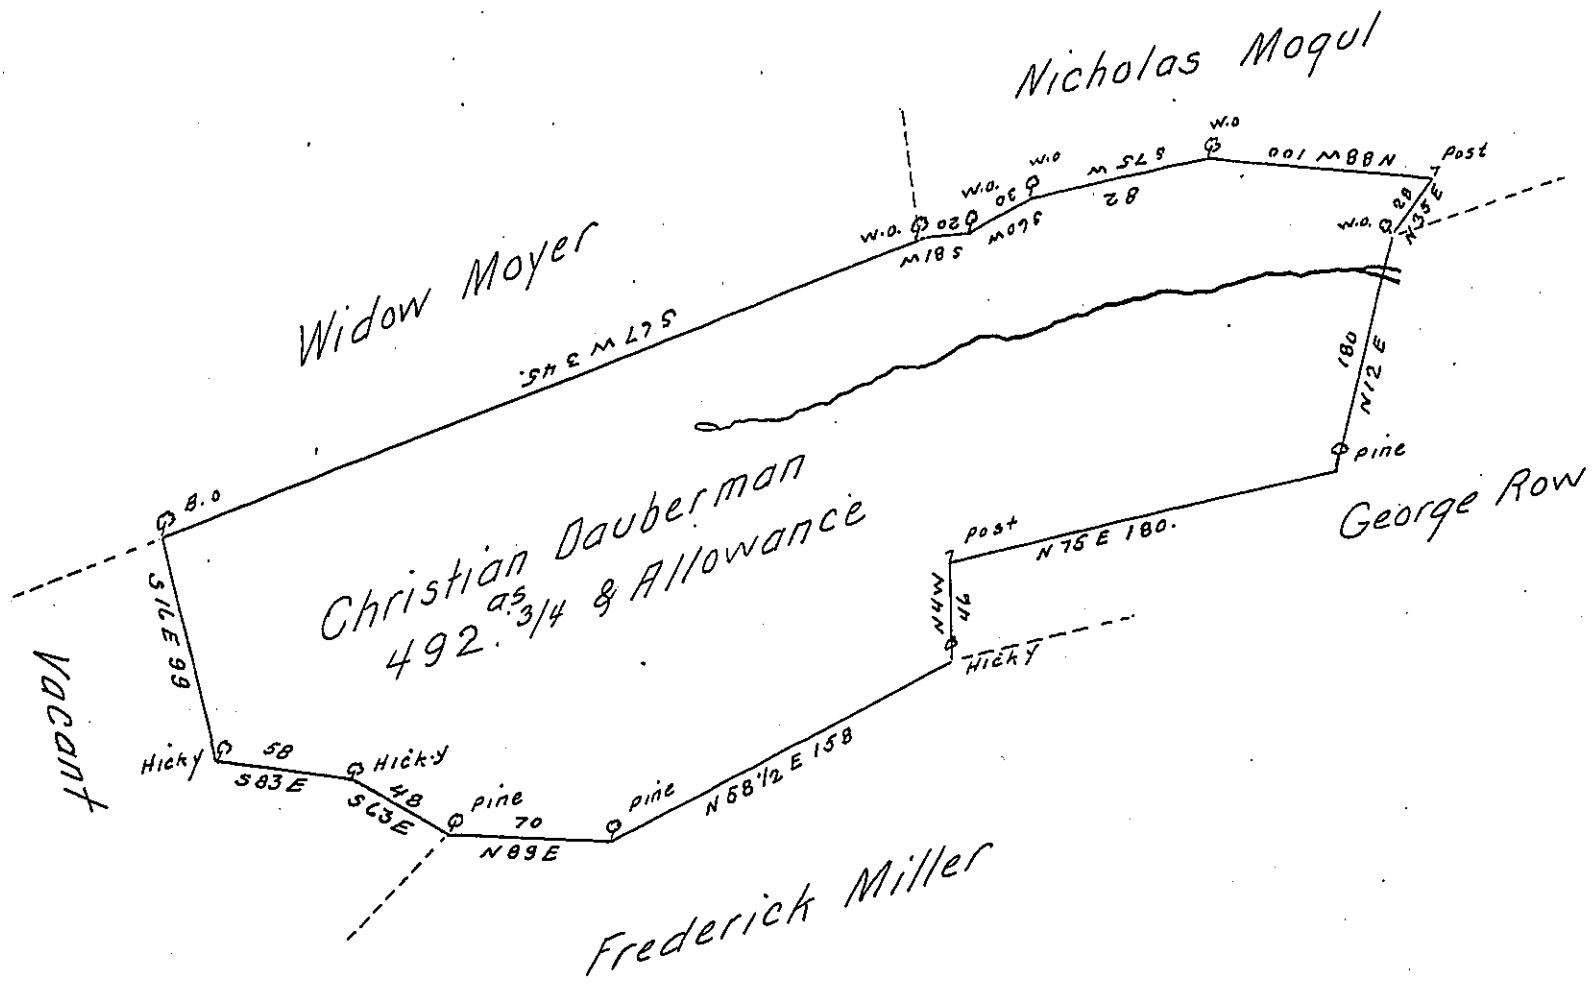 Nicholas Mogul
W.O
N 88 W 100
Post
S 75 W
82
W.O
30
S 60 W
W.O.
20
S 81 W
W.O.
28
N 35 E
W.O.
Widow Moyer
S 67 W 345.
180
N 12 E
Pine
George Row
B.O
Christian Dauberman
492.as. 3/4 & Allowance
Post
N 75 E 180.
N 4 W
46
Hicky
S 16 E 99
Vacant
Hicky
58
S 83 E
Hicky
48
S 63 E
Pine
70
N 89 E
Pine
N 58 1/2 E 158
Frederick Miller